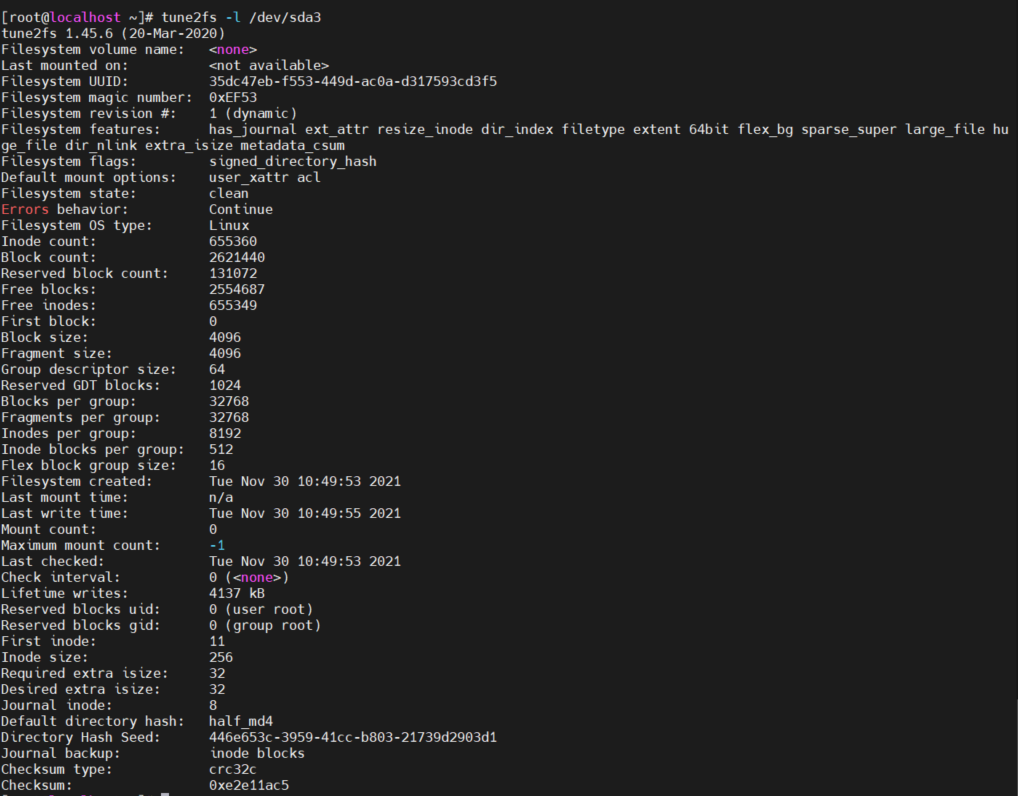 [root@localhost ~]# tune2fs -l /dev/sda3
tune2fs 1.45.6 (20-Mar-2020)
Filesystem volume name:   <none>
Last mounted on:          <not available>
Filesystem UUID:          35dc47eb-f553-449d-ac0a-d317593cd3f5
Filesystem magic number:  0xEF53
Filesystem revision #:    1 (dynamic)
Filesystem features:      has_journal ext_attr resize_inode dir_index filetype extent 64bit flex_bg sparse_super large_file hu
ge_file dir_nlink extra_isize metadata_csum
Filesystem flags:         signed_directory_hash
Default mount options:    user_xattr acl
Filesystem state:         clean
Errors behavior:          Continue
Filesystem OS type:       Linux
Inode count:              655360
Block count:              2621440
Reserved block count:     131072
Free blocks:              2554687
Free inodes:              655349
First block:              0
Block size:               4096
Fragment size:            4096
Group descriptor size:    64
Reserved GDT blocks:      1024
Blocks per group:         32768
Fragments per group:      32768
Inodes per group:         8192
Inode blocks per group:   512
Flex block group size:    16
Filesystem created:       Tue Nov 30 10:49:53 2021
Last mount time:          n/a
Last write time:          Tue Nov 30 10:49:55 2021
Mount count:              0
Maximum mount count:      -1
Last checked:             Tue Nov 30 10:49:53 2021
Check interval:           0 (<none>)
Lifetime writes:          4137 kB
Reserved blocks uid:      0 (user root)
Reserved blocks gid:      0 (group root)
First inode:              11
Inode size:               256
Required extra isize:     32
Desired extra isize:      32
Journal inode:            8
Default directory hash:   half_md4
Directory Hash Seed:      446e653c-3959-41cc-b803-21739d2903d1
Journal backup:           inode blocks
Checksum type:            crc32c
Checksum:                 0xe2e11ac5